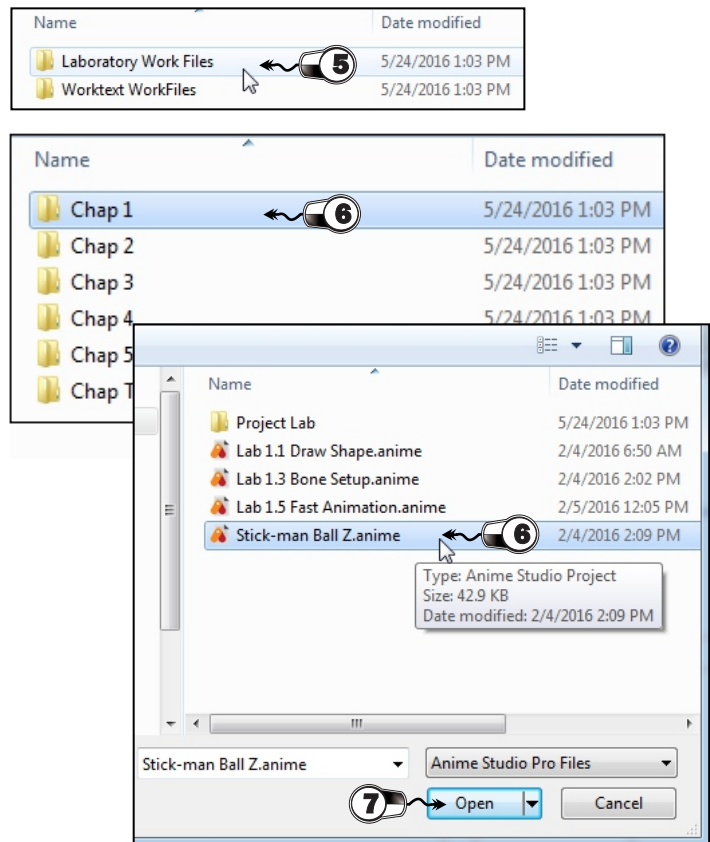 Name Date modified
Laboratory Work Files 5 5/24/2016 1:03 PM
Worktext WorkFiles 5/24/2016 1:03 PM
Name Date modified
Chap 1 6 5/24/2016 1:03 PM
Chap 2 5/24/2016 1:03 PM
Chap 3 5/24/2016 1:03 PM
Chap 4 5/24/2016 1:03 PM
Chap 5
Chap T
Name Date modified
Project Lab 5/24/2016 1:03 PM
Lab 1.1 Draw Shape.anime 2/4/2016 6:50 AM
Lab 1.3 Bone Setup.anime 2/4/2016 2:02 PM
Lab 1.5 Fast Animation.anime 2/5/2016 12:05 PM
Stick-man Ball Z.anime 6 2/4/2016 2:09 PM
Type: Anime Studio Project
Size: 42.9 KB
Date modified: 2/4/2016 2:09 PM
Stick-man Ball Z.anime Anime Studio Pro Files
7 Open Cancel